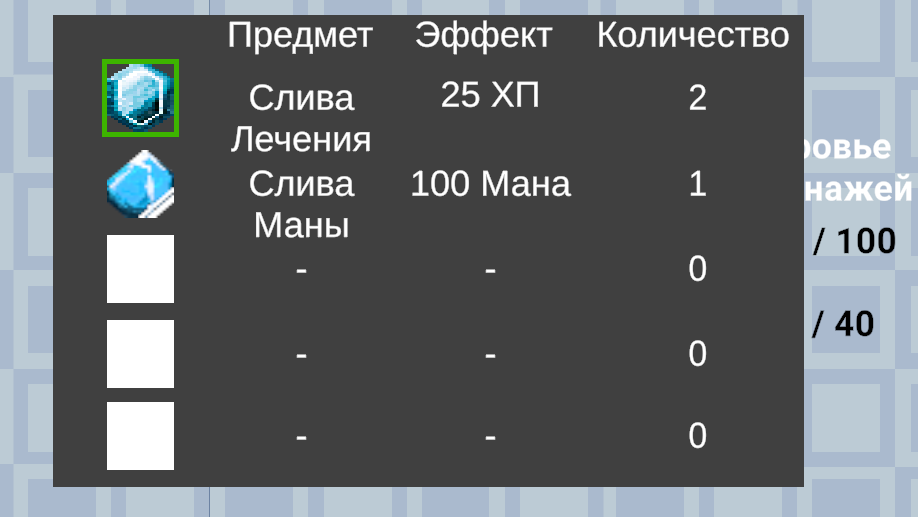 Предмет Эффект Количество
Слива Лечения 25 ХП 2
Слива Маны 100 Мана 1
- - 0
- - 0
- - 0
/ 100
/ 40